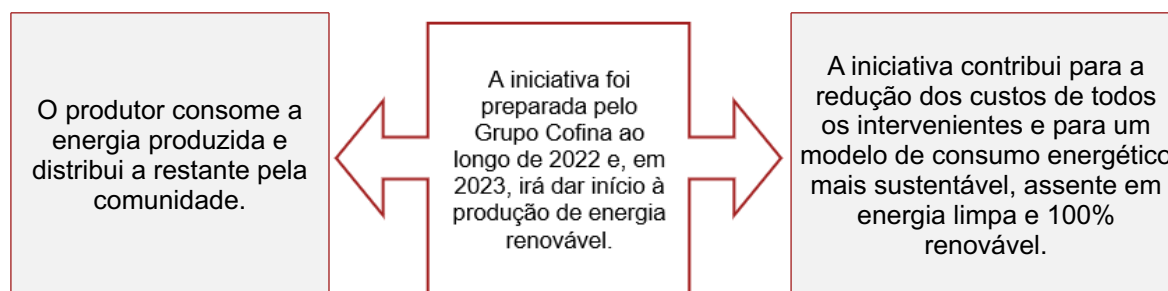 O produtor consome a
energia produzida e
distribui a restante pela
comunidade.
A iniciativa foi
preparada pelo
Grupo Cofina ao
longo de 2022 e, em
2023, irá dar início à
produção de energia
renovável.
A iniciativa contribui para a
redução dos custos de todos
os intervenientes e para um
modelo de consumo energético
mais sustentável, assente em
energia limpa e 100%
renovável.